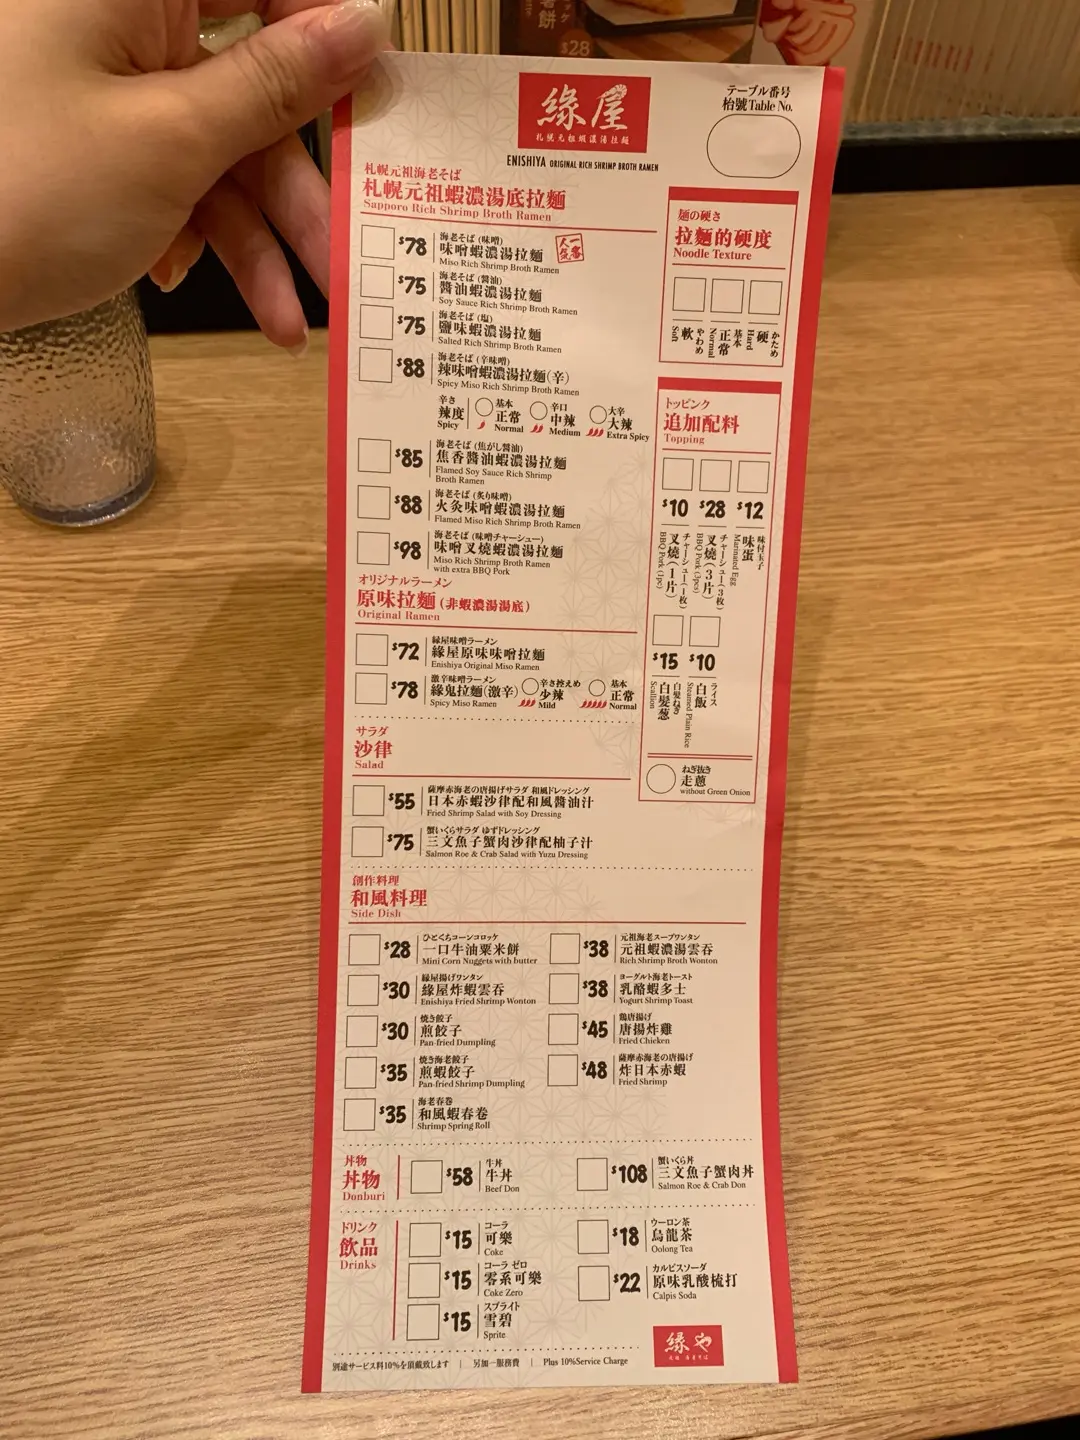 $28
綠屋
札幌元祖蝦濃湯拉麵
ENISHIYA ORIGINAL RICH SHRIMP BROTH RAMEN
テーブル番号
枱號 Table No.
札幌元祖海老そば
札幌元祖蝦濃湯底拉麵
Sapporo Rich Shrimp Broth Ramen
海老そば (味噌)
$78 味噌蝦濃湯拉麵
Miso Rich Shrimp Broth Ramen
一番人気
海老そば (醤油)
$75 醬油蝦濃湯拉麵
Soy Sauce Rich Shrimp Broth Ramen
海老そば (塩)
$75 鹽味蝦濃湯拉麵
Salted Rich Shrimp Broth Ramen
海老そば (辛味噌)
$88 辣味噌蝦濃湯拉麵(辛)
Spicy Miso Rich Shrimp Broth Ramen
辛さ 基本 辛口 大辛
辣度 正常 中辣 大辣
Spicy Normal Medium Extra Spicy
海老そば (焦がし醤油)
$85 焦香醬油蝦濃湯拉麵
Flamed Soy Sauce Rich Shrimp
Broth Ramen
海老そば (炙り味噌)
$88 火灸味噌蝦濃湯拉麵
Flamed Miso Rich Shrimp Broth Ramen
海老そば (味噌チャーシュー)
$98 味噌叉燒蝦濃湯拉麵
Miso Rich Shrimp Broth Ramen
with extra BBQ Pork
オリジナルラーメン
原味拉麵 (非蝦濃湯湯底)
Original Ramen
縁屋味噌ラーメン
$72 綠屋原味味噌拉麵
Enishiya Original Miso Ramen
激辛味噌ラーメン 辛さ控えめ 基本
$78 綠鬼拉麵(激辛) 少辣 正常
Spicy Miso Ramen Mild Normal
麺の硬さ
拉麵的硬度
Noodle Texture
やわめ 軟 Soft
基本 正常 Normal
かため 硬 Hard
トッピング
追加配料
Topping
$10 $28 $12
チャーシュー(1枚) 叉燒(1片) BBQ Pork (1pc)
チャーシュー(3枚) 叉燒(3片) BBQ Pork (3pcs)
味付玉子 味蛋 Marinated Egg
$15 $10
白髪ねぎ 白髮葱 Scallion
ライス 白飯 Steamed Plain Rice
ねぎ抜き
走蔥
without Green Onion
サラダ
沙律
Salad
薩摩赤海老の唐揚げサラダ 和風ドレッシング
$55 日本赤蝦沙律配和風醬油汁
Fried Shrimp Salad with Soy Dressing
蟹いくらサラダ ゆずドレッシング
$75 三文魚子蟹肉沙律配柚子汁
Salmon Roe & Crab Salad with Yuzu Dressing
創作料理
和風料理
Side Dish
ひとくちコーンコロッケ
$28 一口牛油粟米餅
Mini Corn Nuggets with butter
縁屋揚げワンタン
$30 綠屋炸蝦雲吞
Enishiya Fried Shrimp Wonton
焼き餃子
$30 煎餃子
Pan-fried Dumpling
焼き海老餃子
$35 煎蝦餃子
Pan-fried Shrimp Dumpling
海老春巻
$35 和風蝦春卷
Shrimp Spring Roll
元祖海老スープワンタン
$38 元祖蝦濃湯雲吞
Rich Shrimp Broth Wonton
ヨーグルト海老トースト
$38 乳酪蝦多士
Yogurt Shrimp Toast
鶏唐揚げ
$45 唐揚炸雞
Fried Chicken
薩摩赤海老の唐揚げ
$48 炸日本赤蝦
Fried Shrimp
丼物
丼物
Donburi
牛丼
$58 牛丼
Beef Don
蟹いくら丼
$108 三文魚子蟹肉丼
Salmon Roe & Crab Don
ドリンク
飲品
Drinks
コーラ
$15 可樂
Coke
コーラ ゼロ
$15 零系可樂
Coke Zero
スプライト
$15 雪碧
Sprite
ウーロン茶
$18 烏龍茶
Oolong Tea
カルピスソーダ
$22 原味乳酸梳打
Calpis Soda
別途サービス料10%を頂戴致します | 另加一服務費 | Plus 10%Service Charge
縁や